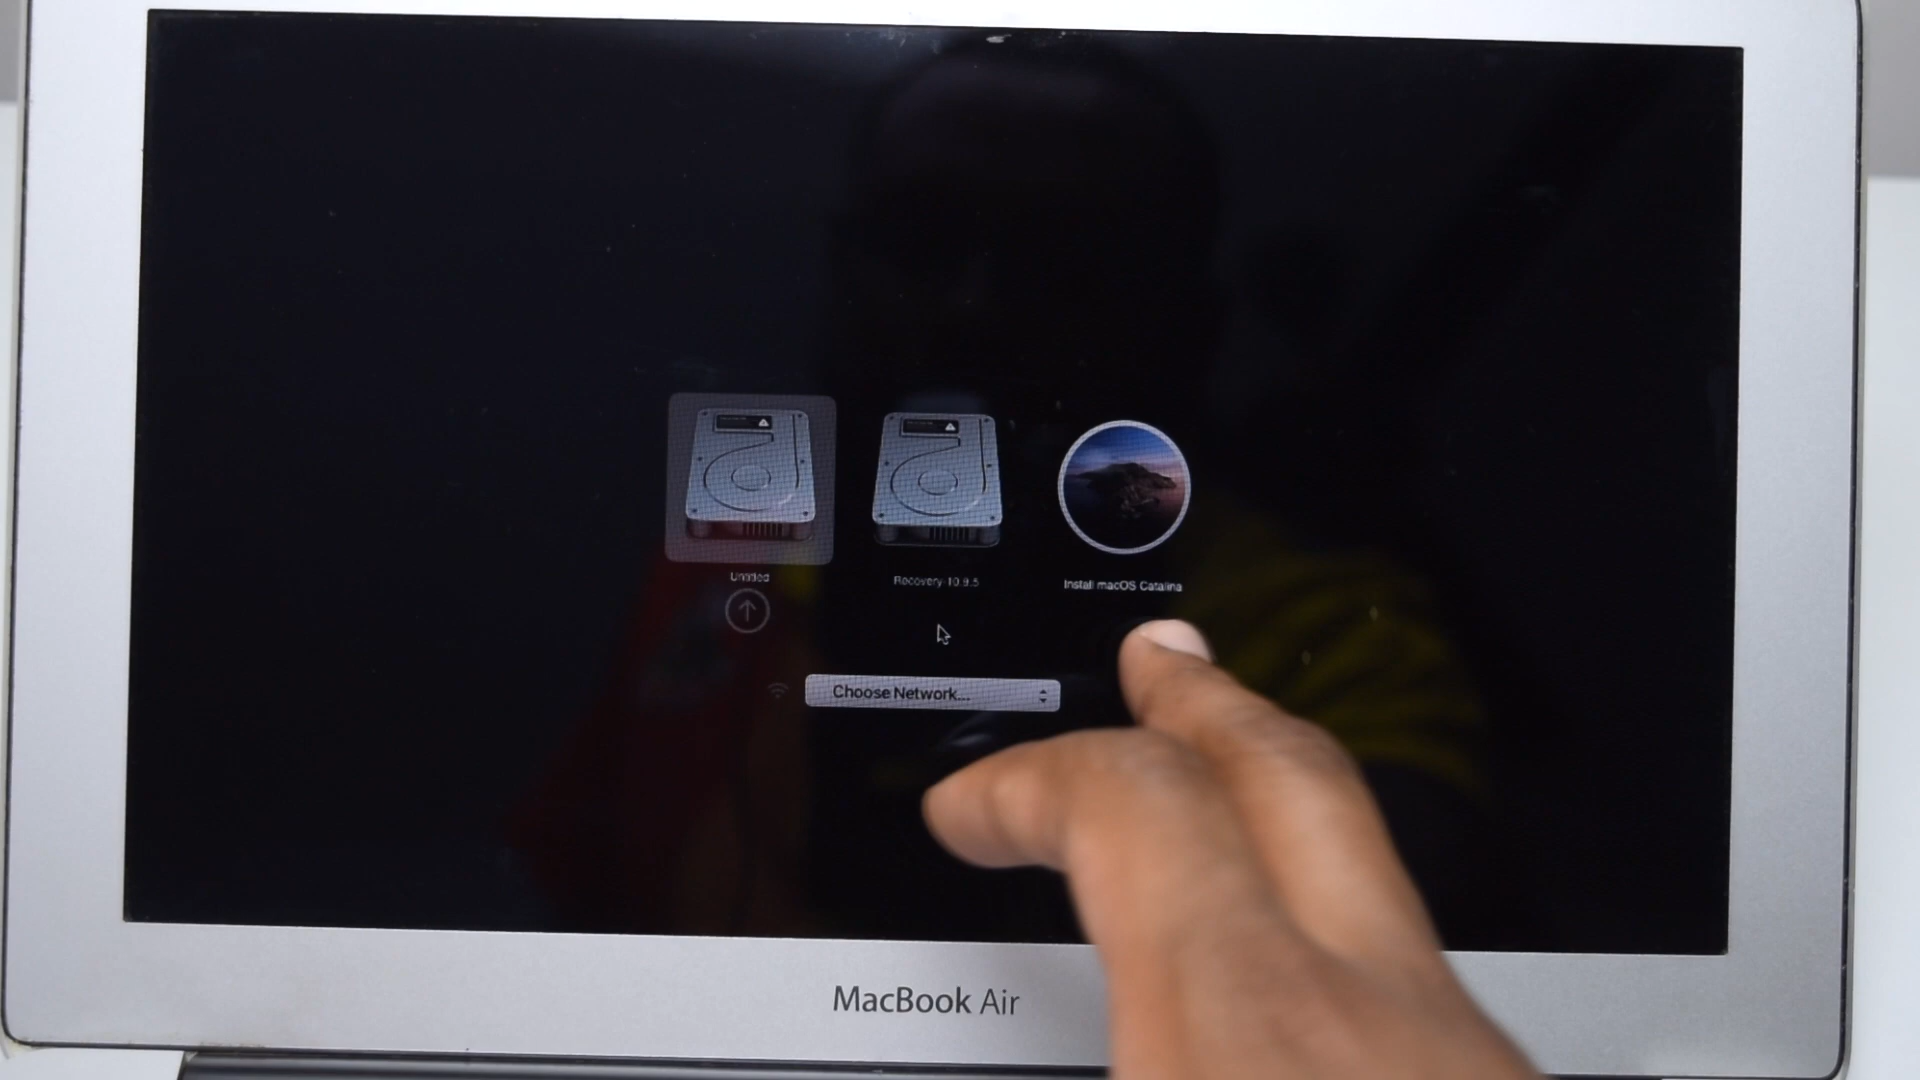 Untitled
Recovery-10.9.5
Install macOS Catalina
Choose Network...
MacBook Air